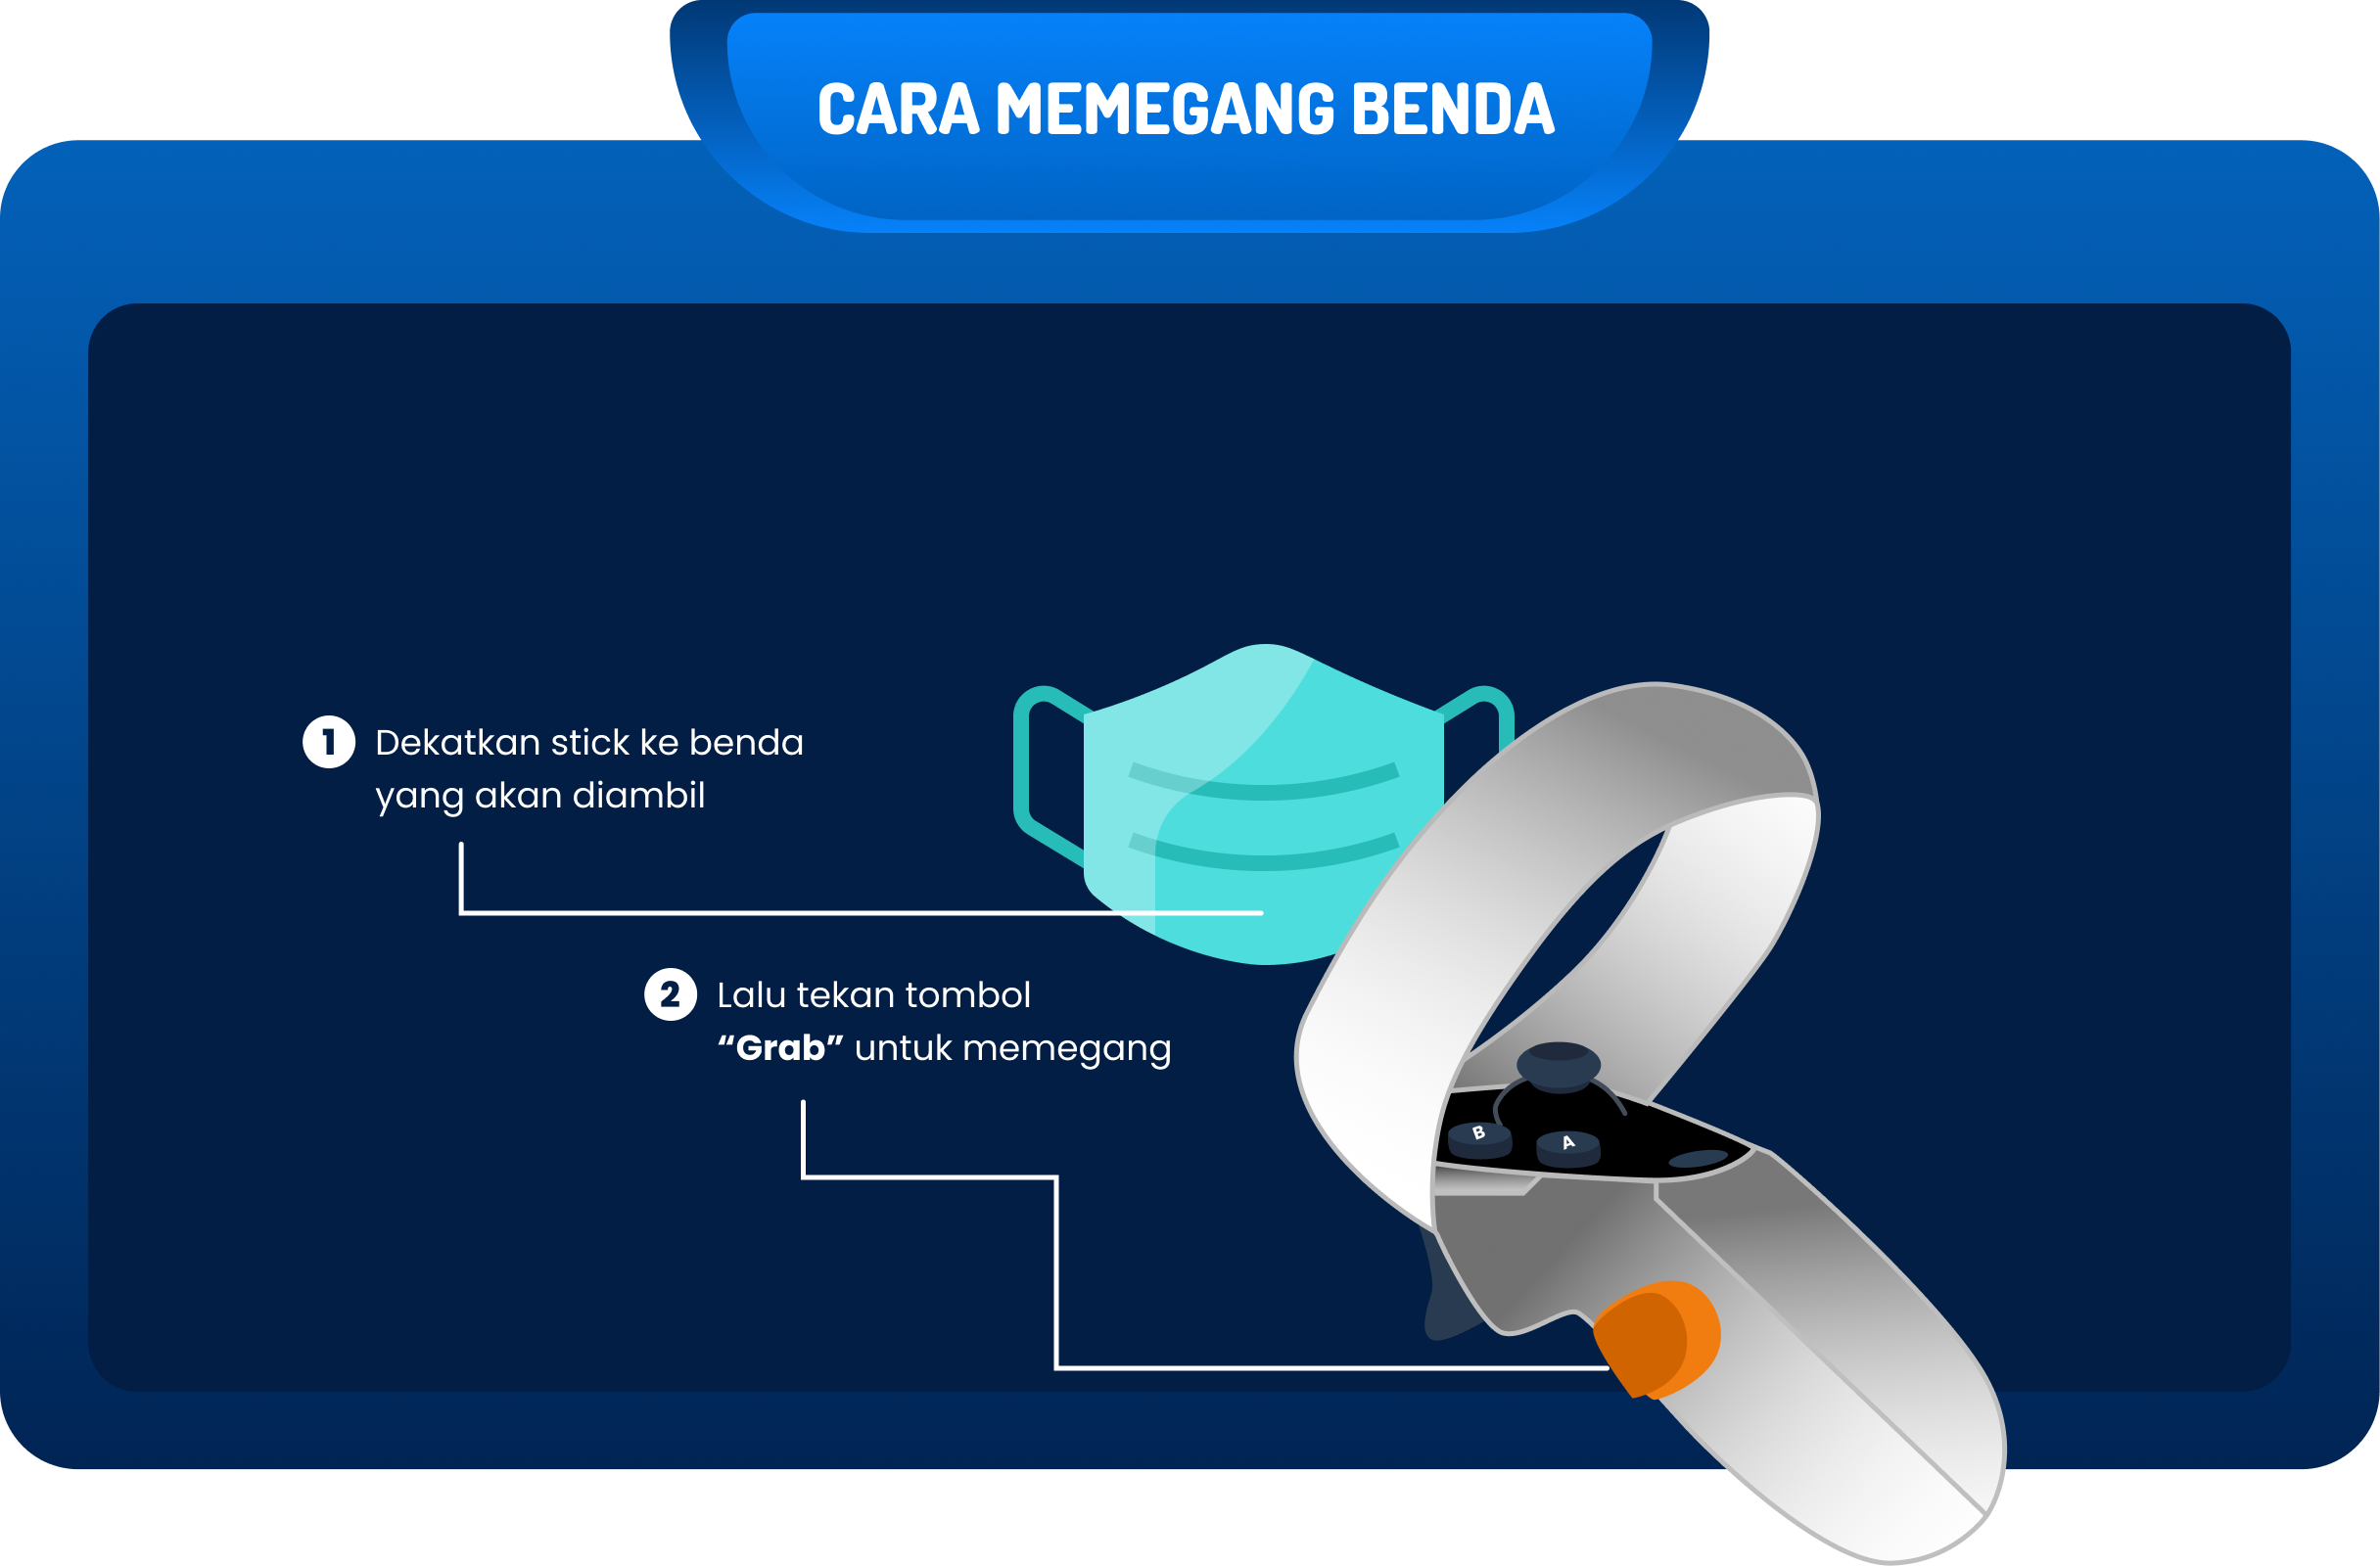 CARA MEMEGANG BENDA
1 Dekatkan stick ke benda
yang akan diambil
2 Lalu tekan tombol
“Grab” untuk memegang
B
A